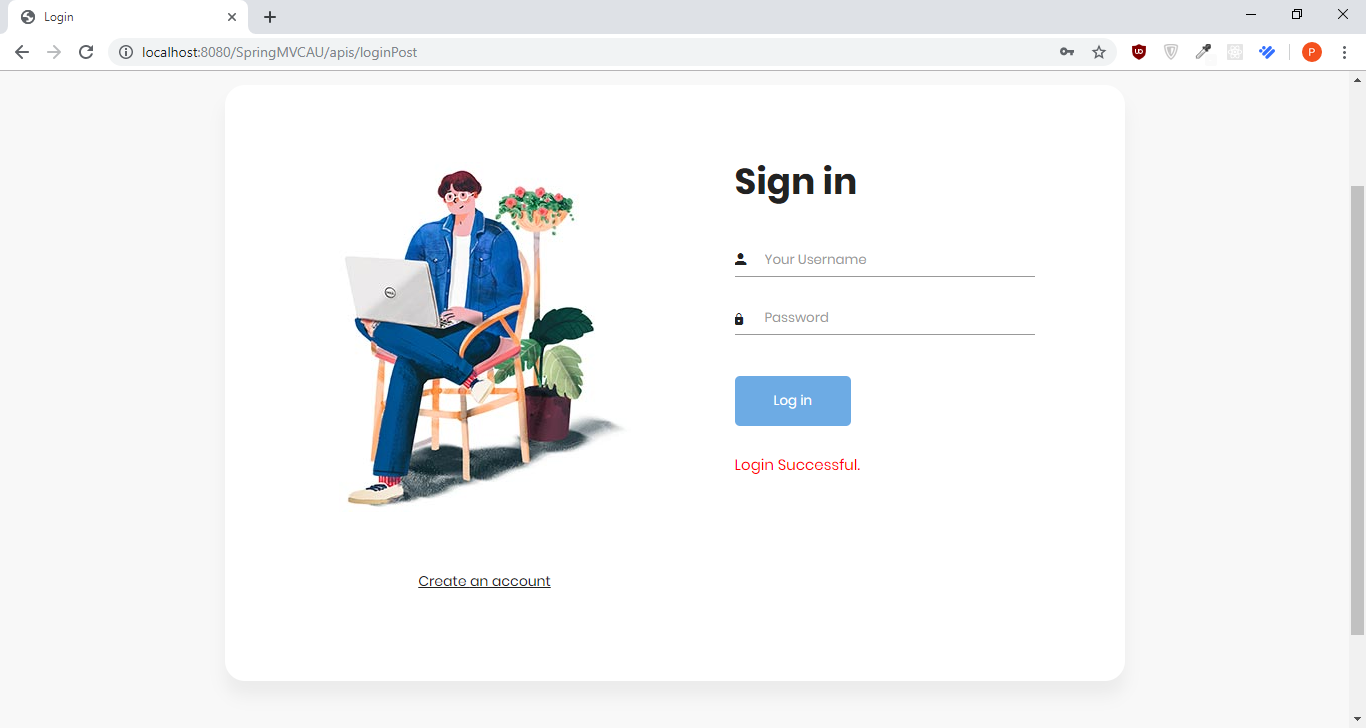 Login
localhost:8080/SpringMVCAU/apis/loginPost
P
Sign in
Your Username
Password
Log in
Login Successful.
Create an account